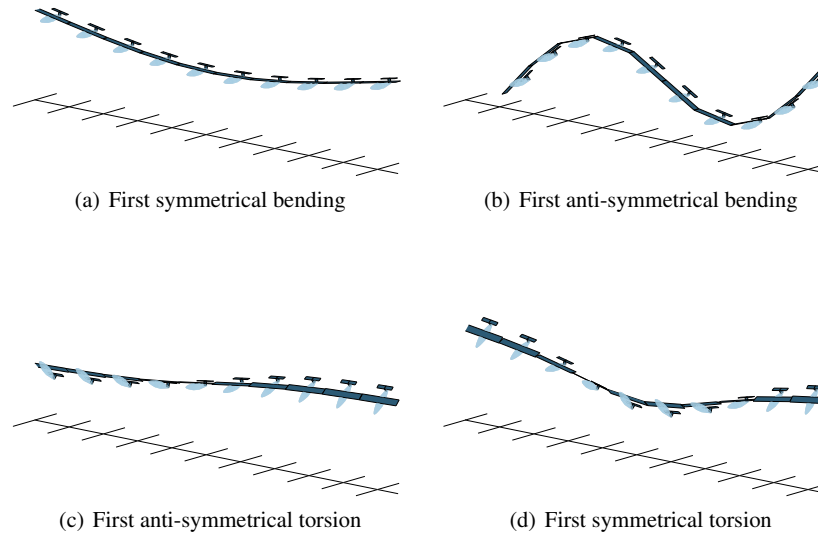 (a) First symmetrical bending
(b) First anti-symmetrical bending
(c) First anti-symmetrical torsion
(d) First symmetrical torsion